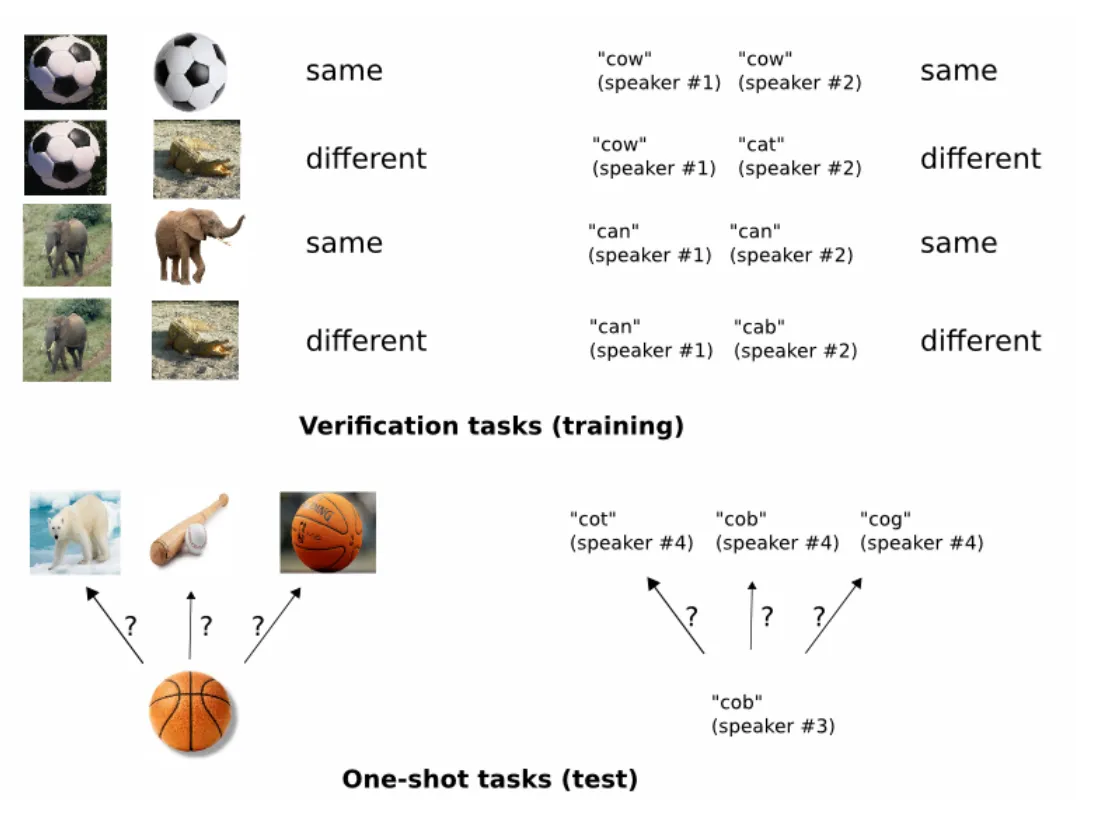 same
"cow" "cow"
(speaker #1) (speaker #2)
same
different
"cow" "cat"
(speaker #1) (speaker #2)
different
same
"can" "can"
(speaker #1) (speaker #2)
same
different
"can" "cab"
(speaker #1) (speaker #2)
different
Verification tasks (training)
"cot" "cob" "cog"
(speaker #4) (speaker #4) (speaker #4)
? ? ?
? ? ?
"cob"
(speaker #3)
One-shot tasks (test)